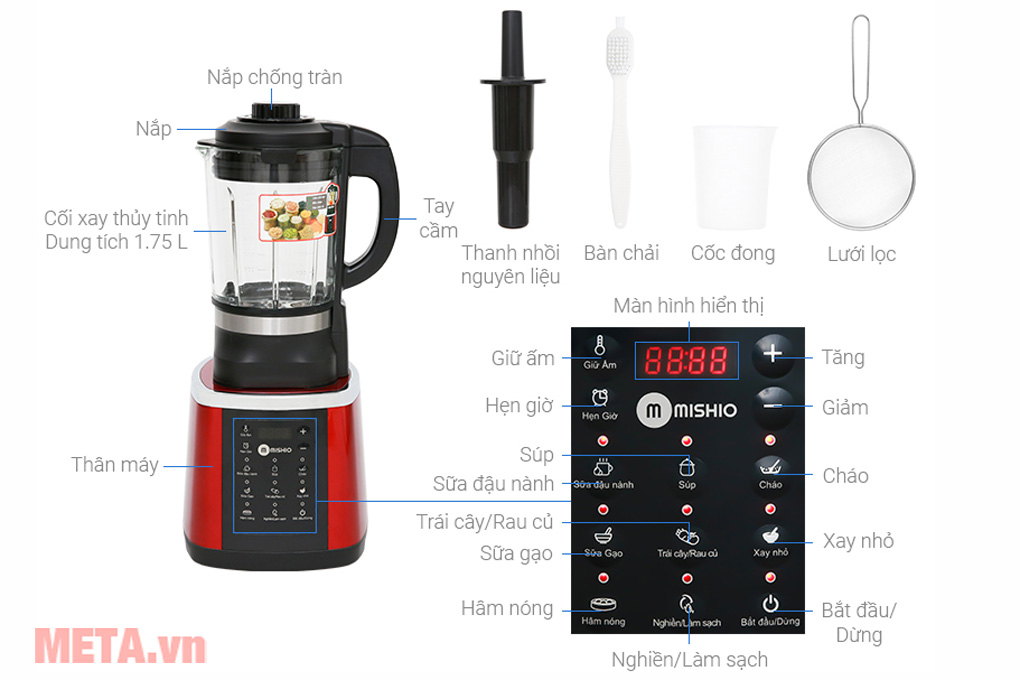 Nắp chống tràn
Nắp
Cối xay thủy tinh
Dung tích 1.75 L
Tay
cầm
Thân máy
Thanh nhồi
nguyên liệu
Bàn chải
Cốc đong
Lưới lọc
Màn hình hiển thị
Giữ ấm
Hẹn giờ
Súp
Sữa đậu nành
Trái cây/Rau củ
Sữa gạo
Hâm nóng
Giữ Ấm
88:88
+
Hẹn Giờ
m MISHIO
−
Sữa đậu nành
Súp
Cháo
Sữa Gạo
Trái cây/Rau củ
Xay nhỏ
Hâm nóng
Nghiền/Làm sạch
Bắt đầu/Dừng
Tăng
Giảm
Cháo
Xay nhỏ
Bắt đầu/
Dừng
Nghiền/Làm sạch
m MISHIO
META.vn